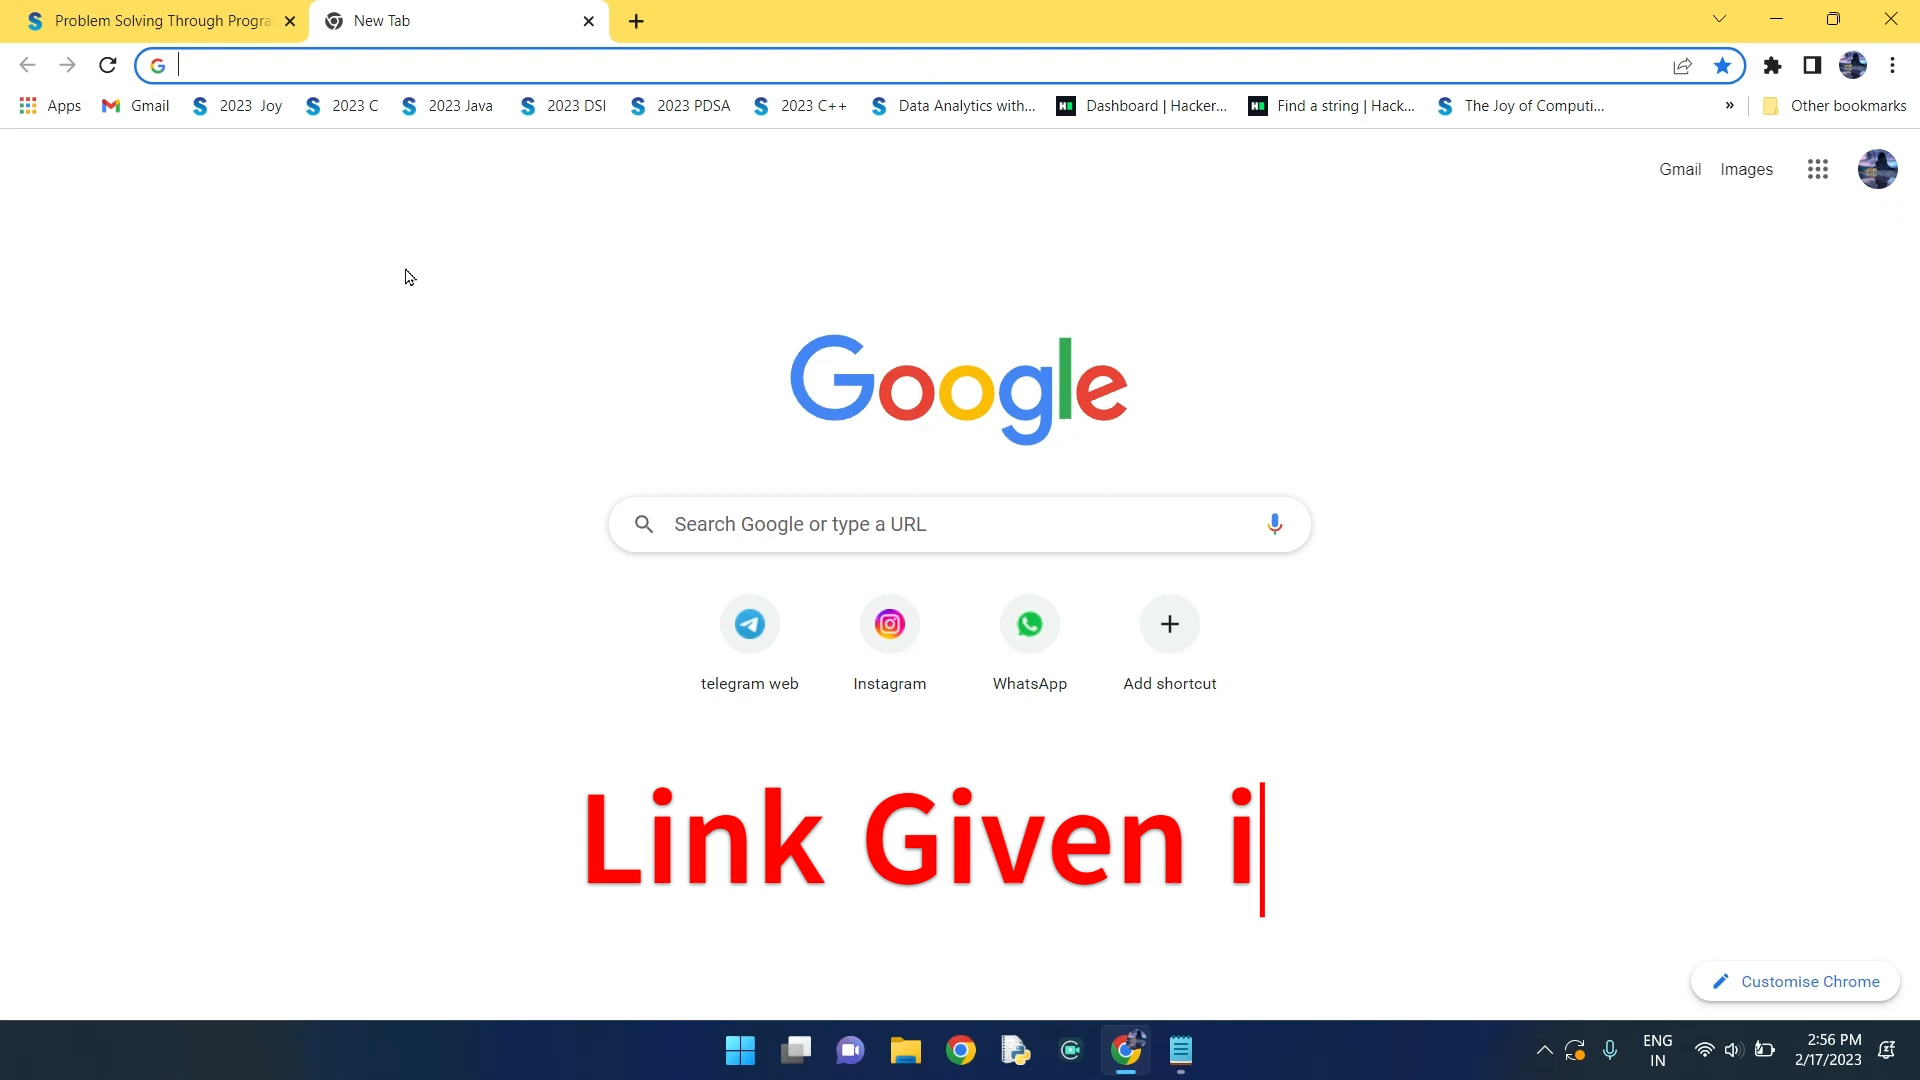 Problem Solving Through Progra
New Tab
Apps
Gmail
2023 Joy
2023 C
2023 Java
2023 DSI
2023 PDSA
2023 C++
Data Analytics with...
Dashboard | Hacker...
Find a string | Hack...
The Joy of Computi...
»
Other bookmarks
Gmail Images
Google
Search Google or type a URL
telegram web
Instagram
WhatsApp
Add shortcut
Link Given i
Customise Chrome
ENG
IN
2:56 PM
2/17/2023